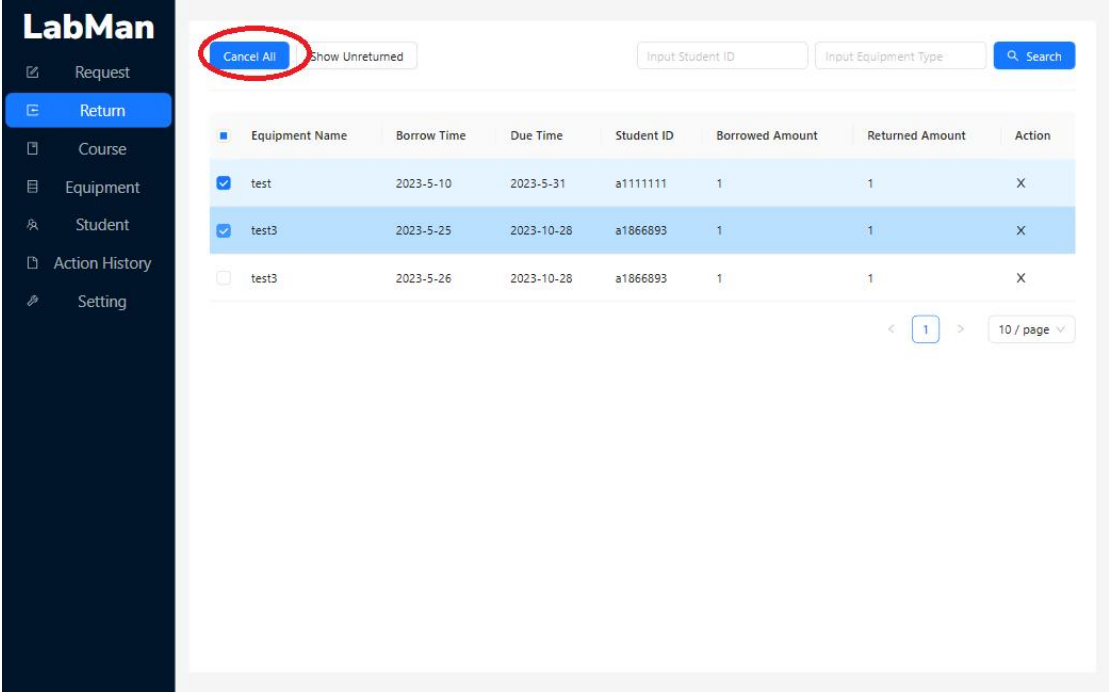 LabMan
Request
Return
Course
Equipment
Student
Action History
Setting
Cancel All Show Unreturned Input Student ID Input Equipment Type Search
Equipment Name Borrow Time Due Time Student ID Borrowed Amount Returned Amount Action
test 2023-5-10 2023-5-31 a1111111 1 1 X
test3 2023-5-25 2023-10-28 a1866893 1 1 X
test3 2023-5-26 2023-10-28 a1866893 1 1 X
< 1 > 10 / page